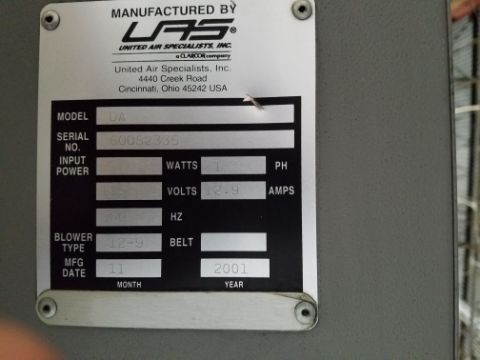 MANUFACTURED BY
UAS®
UNITED AIR SPECIALISTS, INC.
a CLARCOR company
United Air Specialists, Inc.
4440 Creek Road
Cincinnati, Ohio 45242 USA
MODEL UA
SERIAL NO. 60052335
INPUT POWER WATTS 1 PH
VOLTS 12.9 AMPS
HZ
BLOWER TYPE 12-9 BELT
MFG DATE 11 2001
MONTH YEAR